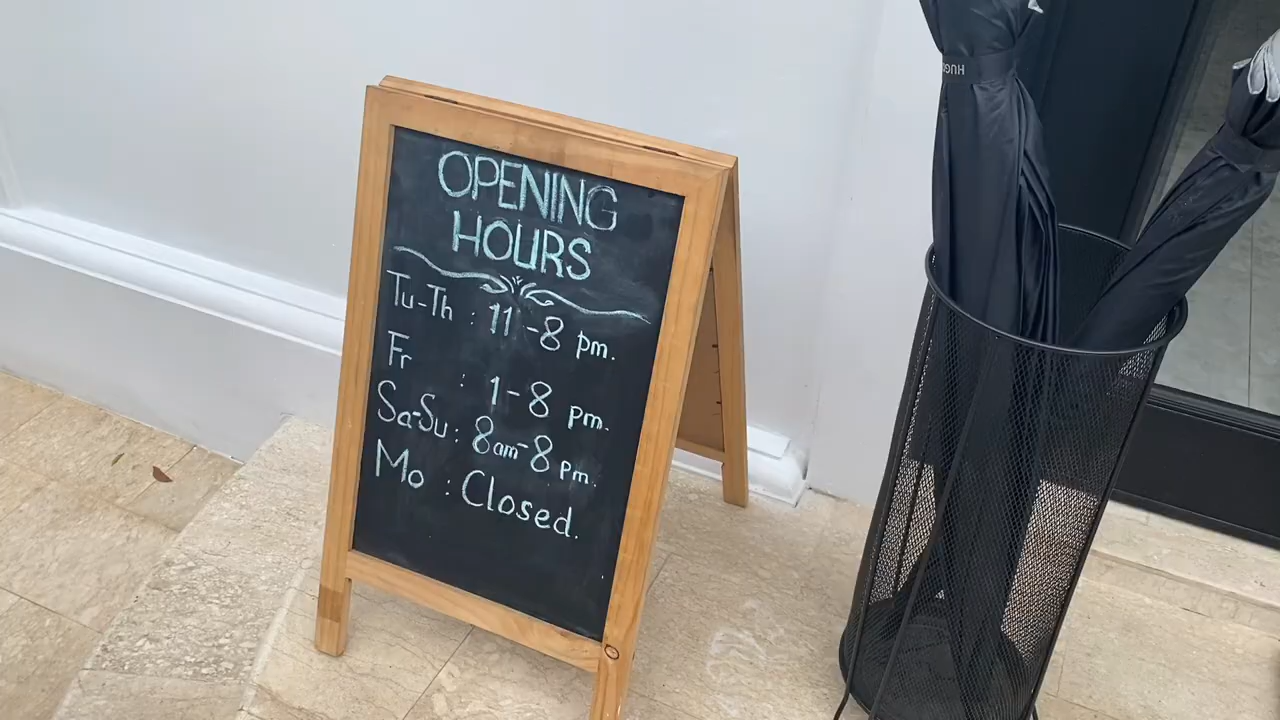 OPENING
HOURS
Tu-Th : 11-8 pm.
Fr : 1-8 pm.
Sa-Su : 8am-8 pm.
Mo : Closed.